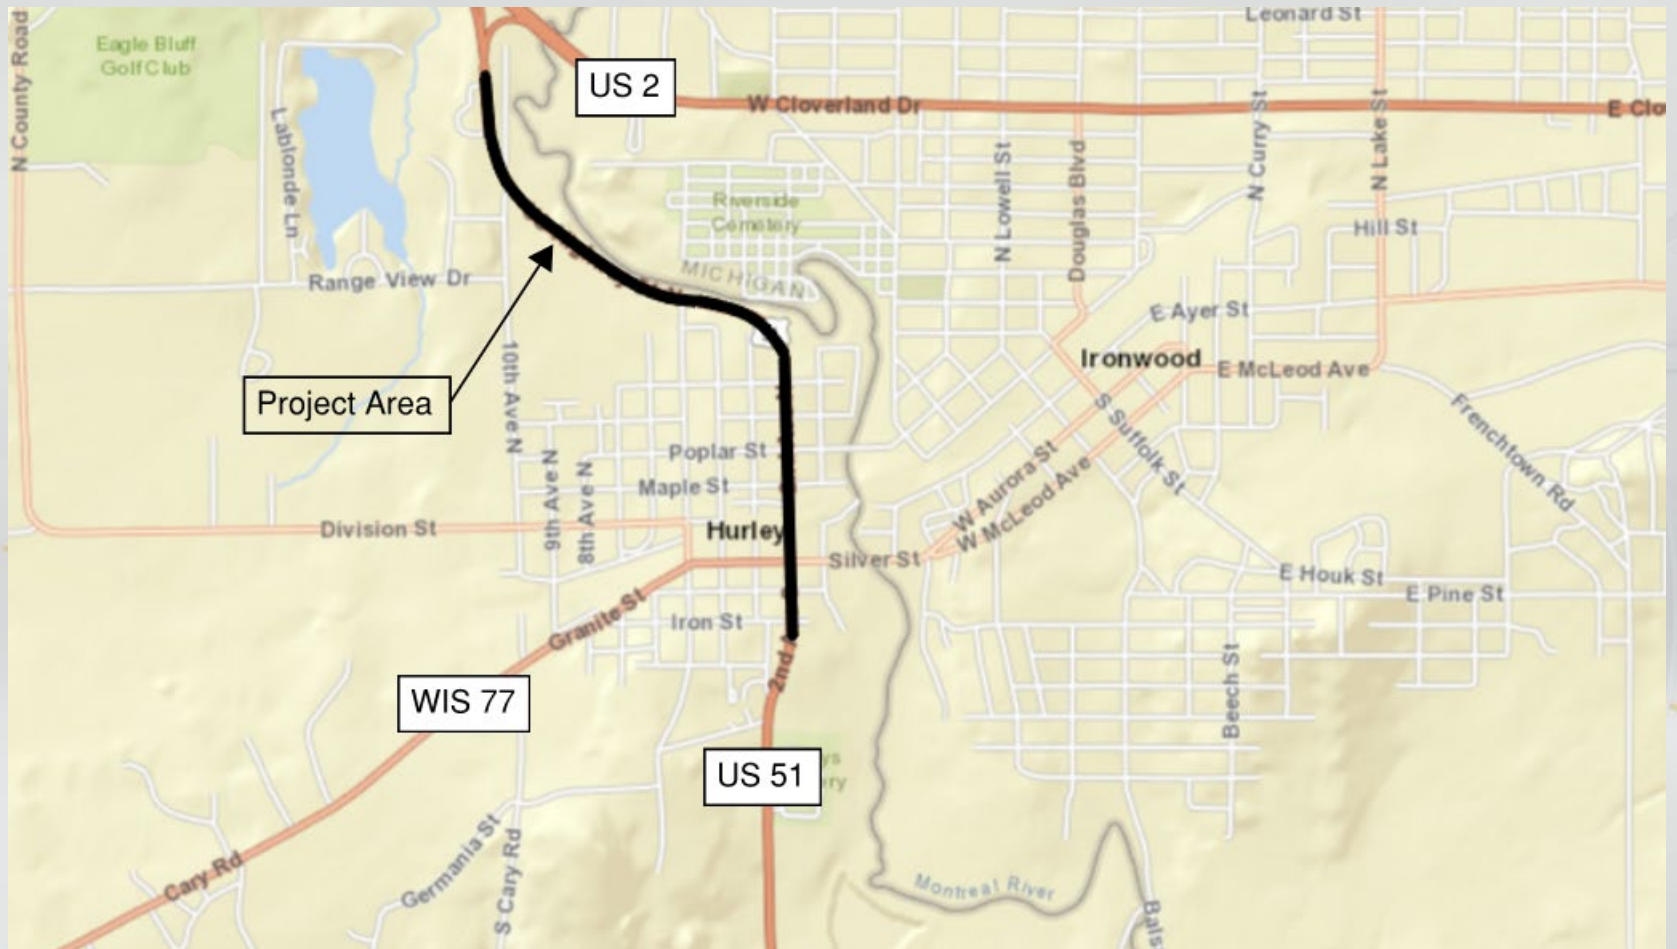 Leonard St
Eagle Bluff
Golf Club
N County Road
US 2
W Cloverland Dr
E Clo
Lablonde Ln
N Lowell St
Douglas Blvd
N Curry St
N Lake St
Riverside
Cemetery
Hill St
Range View Dr
MICHIGAN
E Ayer St
Ironwood
E McLeod Ave
Project Area
10th Ave N
S Suffolk St
Frenchtown Rd
Poplar St
9th Ave N
8th Ave N
Maple St
W Aurora St
W McLeod Ave
Division St
Hurley
Silver St
E Houk St
E Pine St
Granite St
Iron St
2nd
Beech St
WIS 77
US 51
ys
ry
Cary Rd
Germania St
S Cary Rd
Montreal River
Bals